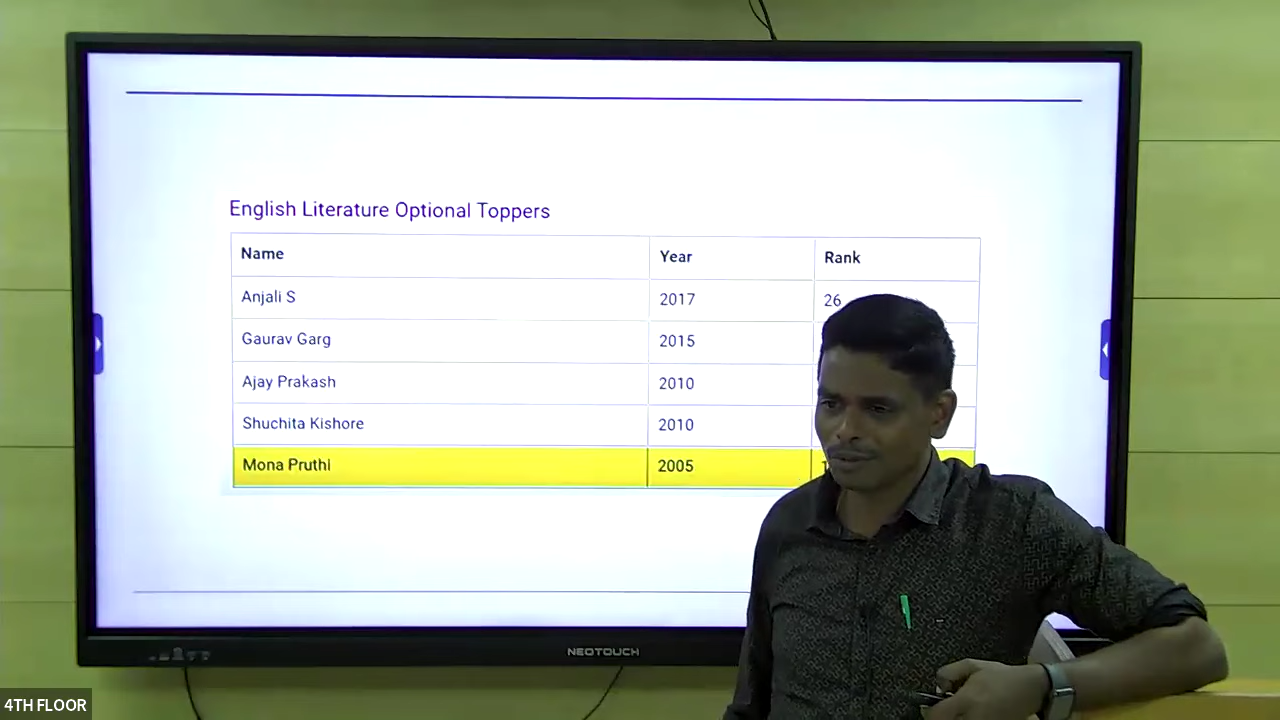 English Literature Optional Toppers
Name Year Rank
Anjali S 2017 26
Gaurav Garg 2015
Ajay Prakash 2010
Shuchita Kishore 2010
Mona Pruthi 2005
NEOTOUCH
4TH FLOOR